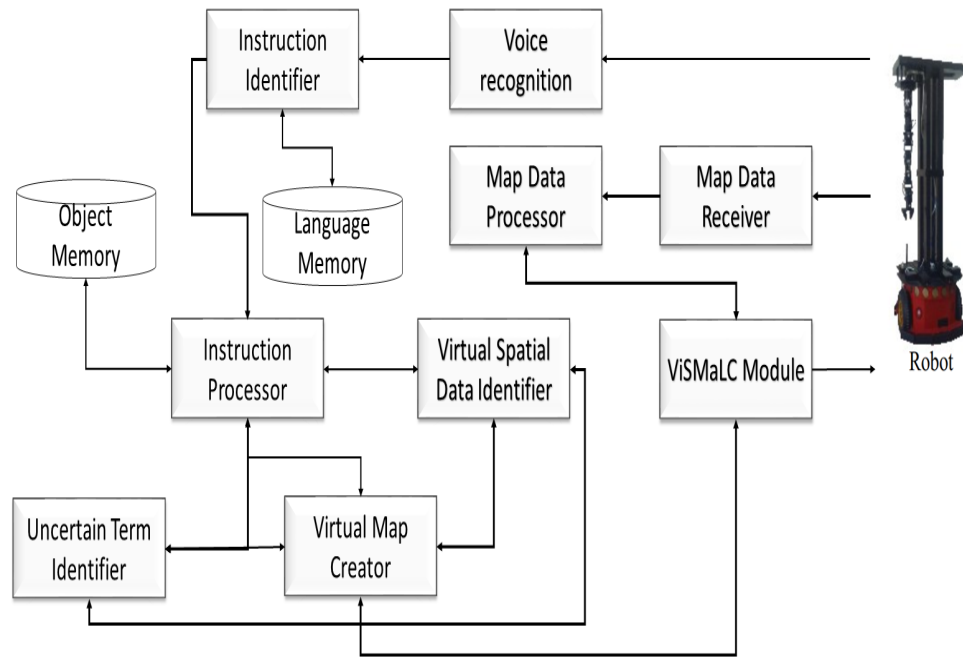 Instruction
Identifier
Voice
recognition
Map Data
Processor
Map Data
Receiver
Object
Memory
Language
Memory
Instruction
Processor
Virtual Spatial
Data Identifier
ViSMaLC Module
Robot
Uncertain Term
Identifier
Virtual Map
Creator